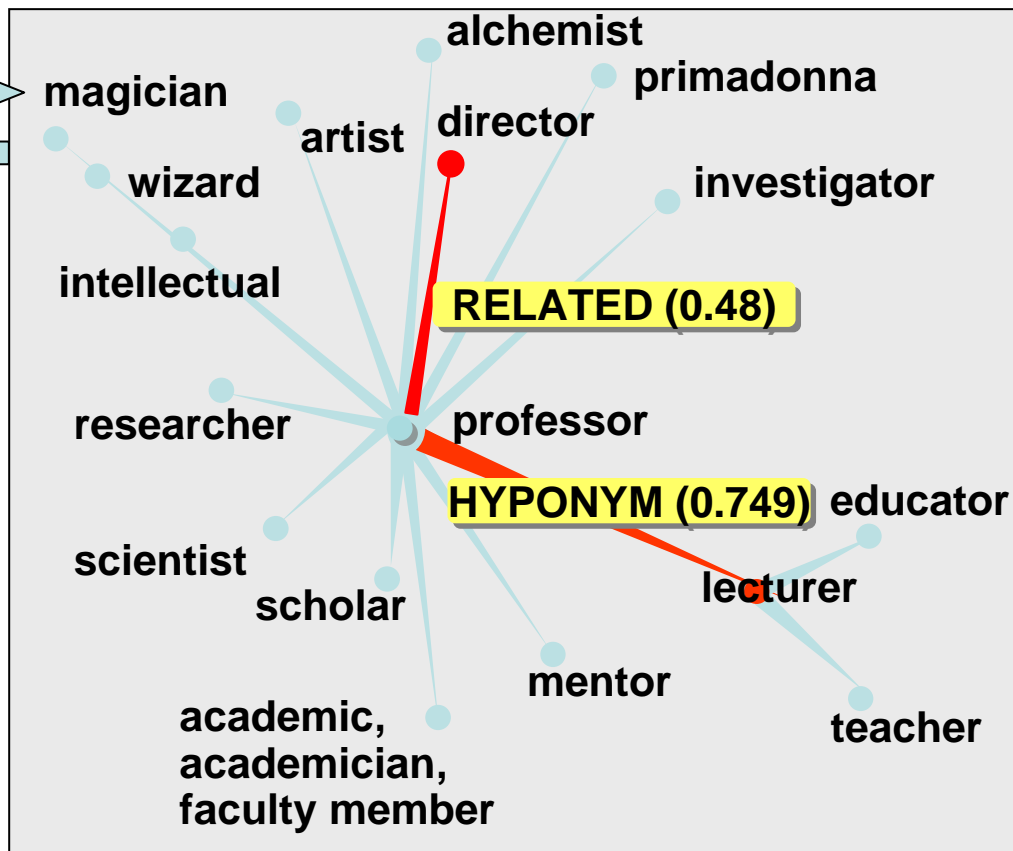 alchemist
magician
primadonna
artist
director
wizard
investigator
intellectual
RELATED (0.48)
researcher
professor
HYPONYM (0.749)
educator
scientist
lecturer
scholar
mentor
academic,
academician,
faculty member
teacher